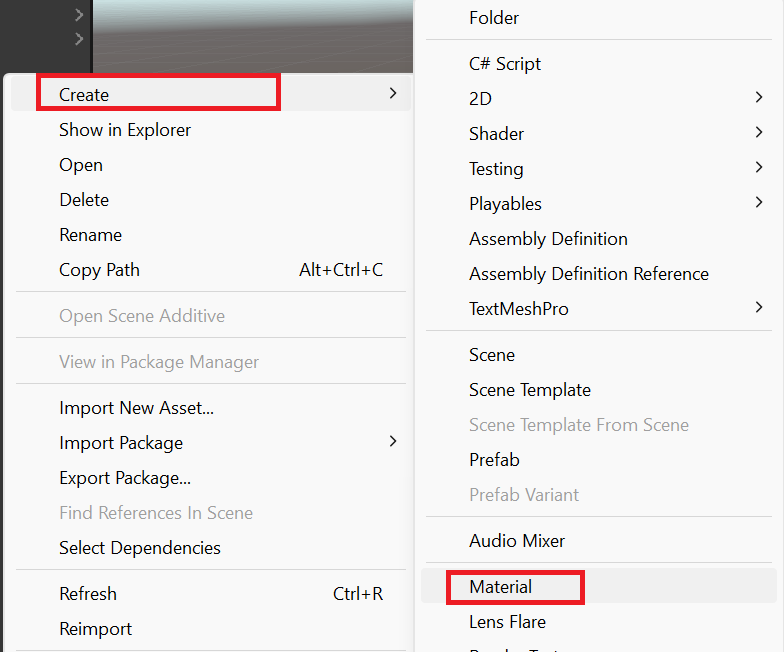 Create
Show in Explorer
Open
Delete
Rename
Copy Path Alt+Ctrl+C
Open Scene Additive
View in Package Manager
Import New Asset...
Import Package
Export Package...
Find References In Scene
Select Dependencies
Refresh Ctrl+R
Reimport
Folder
C# Script
2D
Shader
Testing
Playables
Assembly Definition
Assembly Definition Reference
TextMeshPro
Scene
Scene Template
Scene Template From Scene
Prefab
Prefab Variant
Audio Mixer
Material
Lens Flare